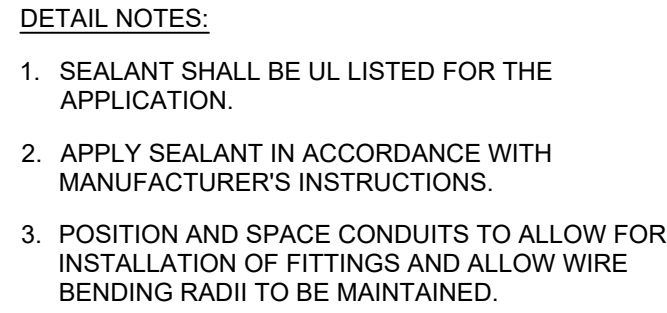 DETAIL NOTES:
1. SEALANT SHALL BE UL LISTED FOR THE
APPLICATION.
2. APPLY SEALANT IN ACCORDANCE WITH
MANUFACTURER'S INSTRUCTIONS.
3. POSITION AND SPACE CONDUITS TO ALLOW FOR
INSTALLATION OF FITTINGS AND ALLOW WIRE
BENDING RADII TO BE MAINTAINED.